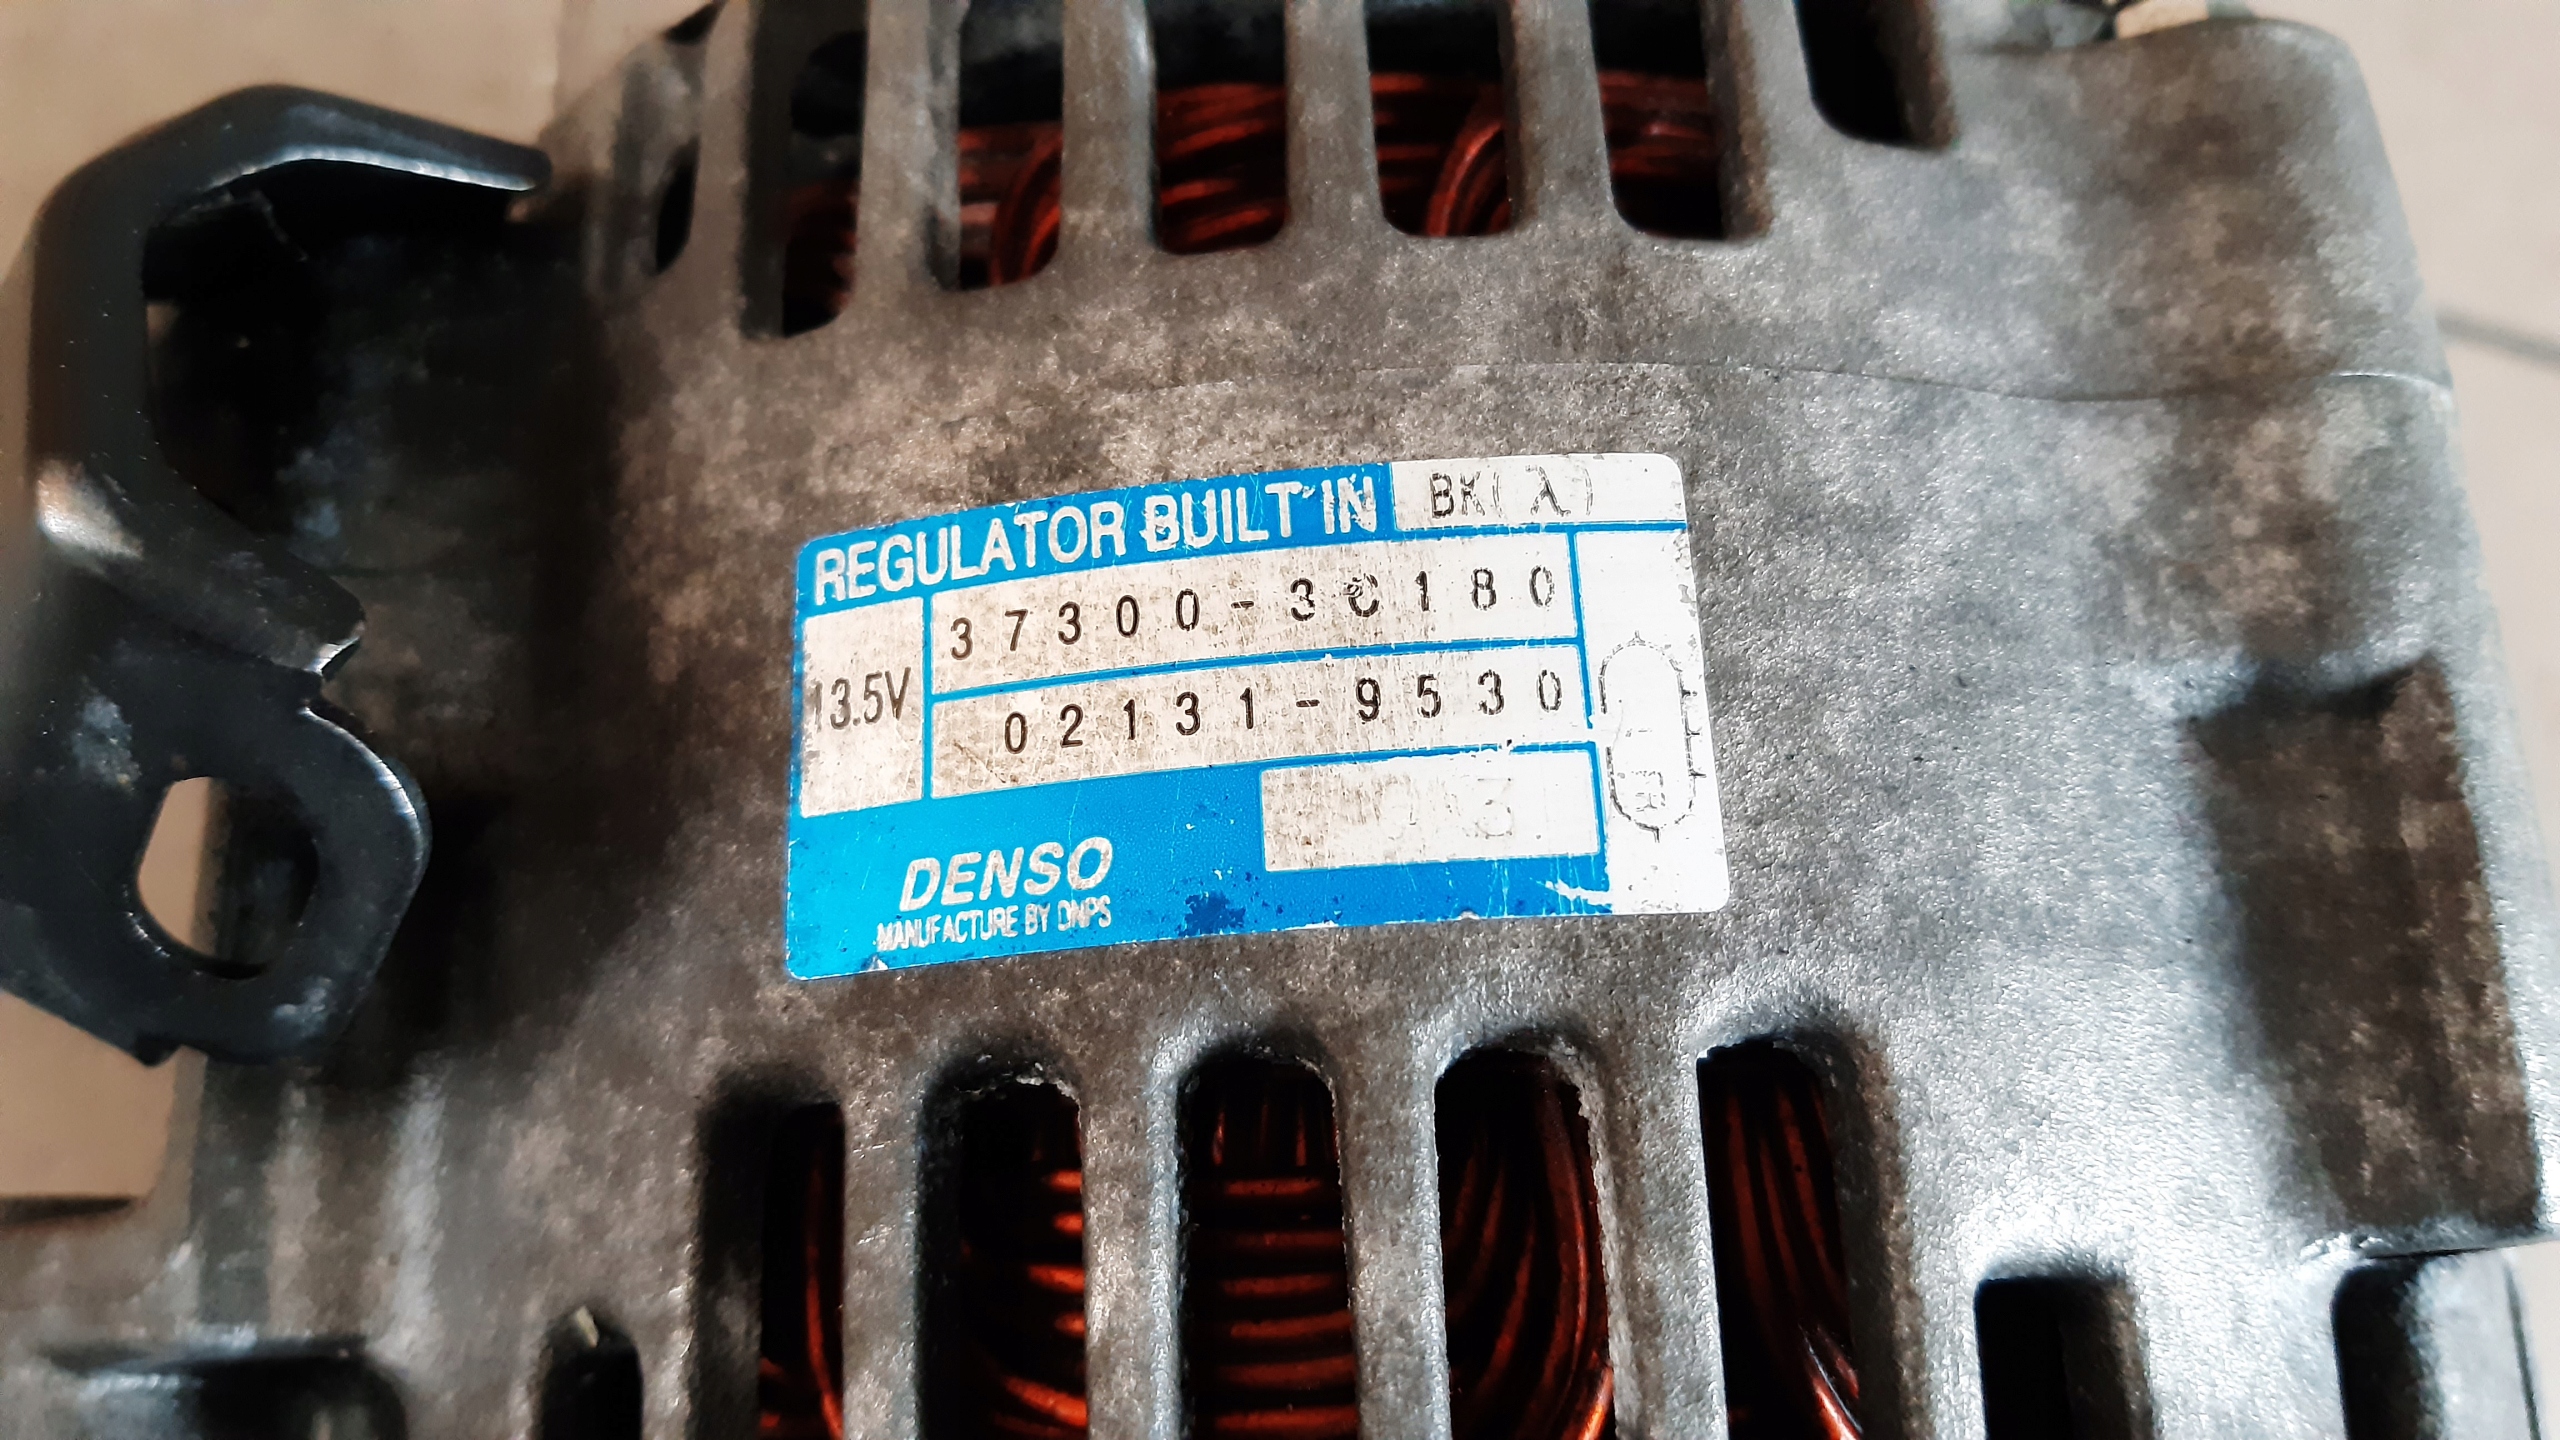 REGULATOR BUILT IN BK(λ)
37300-3C180
13.5V
02131-9530
DENSO
MANUFACTURE BY DNPS